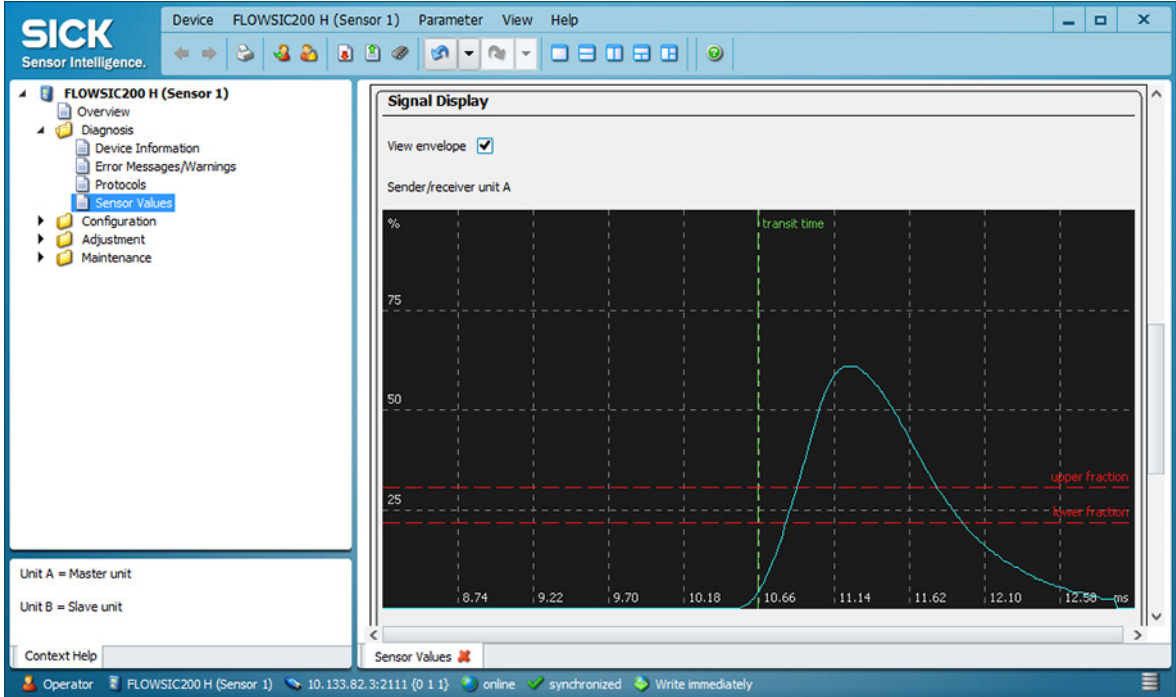 SICK
Sensor Intelligence.
Device FLOWSIC200 H (Sensor 1) Parameter View Help
FLOWSIC200 H (Sensor 1)
Overview
Diagnosis
Device Information
Error Messages/Warnings
Protocols
Sensor Values
Configuration
Adjustment
Maintenance
Unit A = Master unit
Unit B = Slave unit
Context Help
Signal Display
View envelope
Sender/receiver unit A
%
transit time
75
50
upper fraction
25
lower fraction
8.74 9.22 9.70 10.18 10.66 11.14 11.62 12.10 12.58 ms
Sensor Values
Operator FLOWSIC200 H (Sensor 1) 10.133.82.3:2111 {0 1 1} online synchronized Write immediately